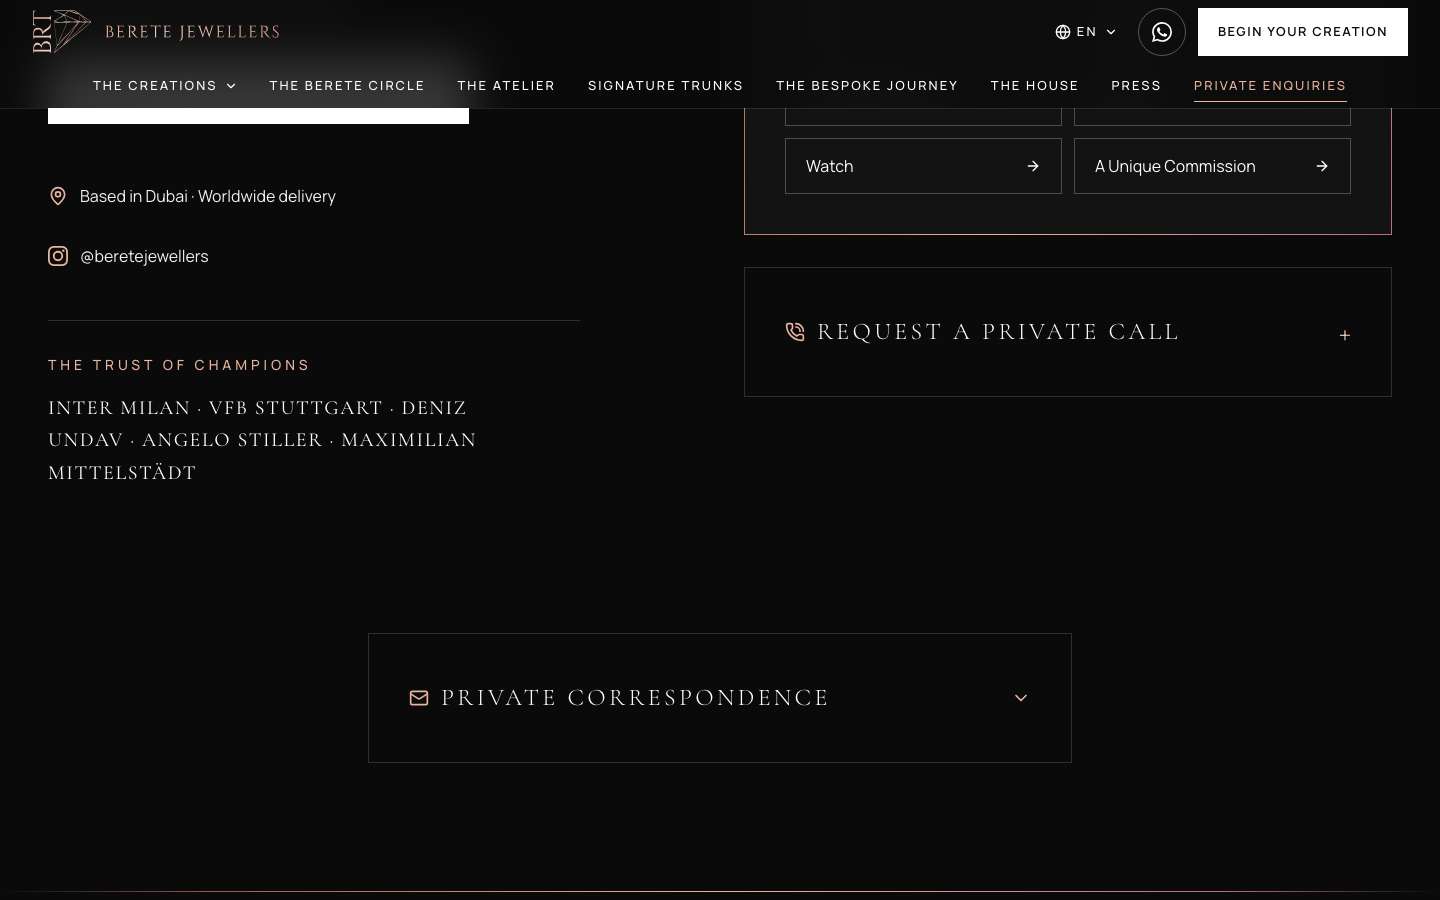 BRT
BERETE JEWELLERS
EN
BEGIN YOUR CREATION
THE CREATIONS
THE BERETE CIRCLE
THE ATELIER
SIGNATURE TRUNKS
THE BESPOKE JOURNEY
THE HOUSE
PRESS
PRIVATE ENQUIRIES
Based in Dubai · Worldwide delivery
@beretejewellers
THE TRUST OF CHAMPIONS
INTER MILAN · VFB STUTTGART · DENIZ
UNDAV · ANGELO STILLER · MAXIMILIAN
MITTELSTÄDT
Watch
A Unique Commission
REQUEST A PRIVATE CALL
PRIVATE CORRESPONDENCE